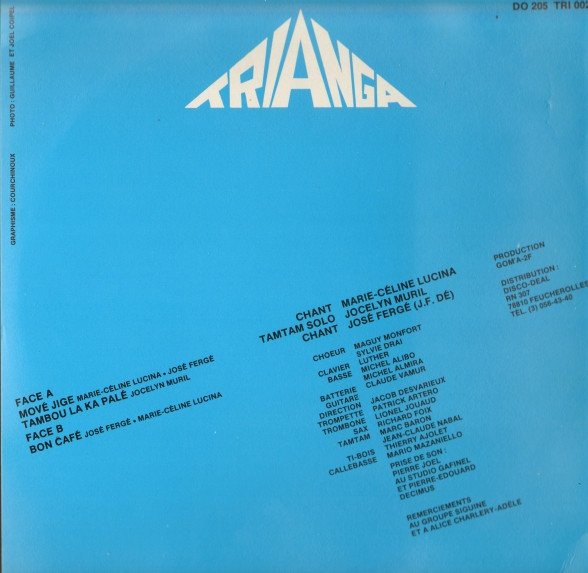 DO 205 TRI 002
TRIANGA
PHOTO : GUILLAUME ET JOEL COIPEL
GRAPHISME : COURCHINOUX
FACE A
MOVÉ JIGE MARIE-CÉLINE LUCINA • JOSÉ FERGÉ
TAMBOU LA KA PALÉ JOCELYN MURIL
FACE B
BON CAFÉ JOSÉ FERGÉ • MARIE-CÉLINE LUCINA
CHANT MARIE-CÉLINE LUCINA
TAMTAM SOLO JOCELYN MURIL
CHANT JOSÉ FERGÉ (J.F. DÉ)
CHOEUR MAGUY MONFORT
SYLVIE DRAI
CLAVIER LUTHER
BASSE MICHEL ALIBO
MICHEL ALMIRA
BATTERIE CLAUDE VAMUR
GUITARE
DIRECTION JACOB DESVARIEUX
TROMPETTE PATRICK ARTERO
TROMBONE LIONEL JOUAUD
SAX RICHARD FOIX
TAMTAM MARC BARON
JEAN-CLAUDE NABAL
TI-BOIS THIERRY AJOLET
CALLEBASSE MARIO MAZANIELLO
PRISE DE SON :
PIERRE JOEL
AU STUDIO GAFINEL
ET PIERRE-EDOUARD
DECIMUS
REMERCIEMENTS
AU GROUPE SIGUINE
ET A ALICE CHARLERY-ADÈLE
PRODUCTION
GOM'A-2F
DISTRIBUTION :
DISCO-DEAL
RN 307
78810 FEUCHEROLLES
TÉL. (3) 056-43-40